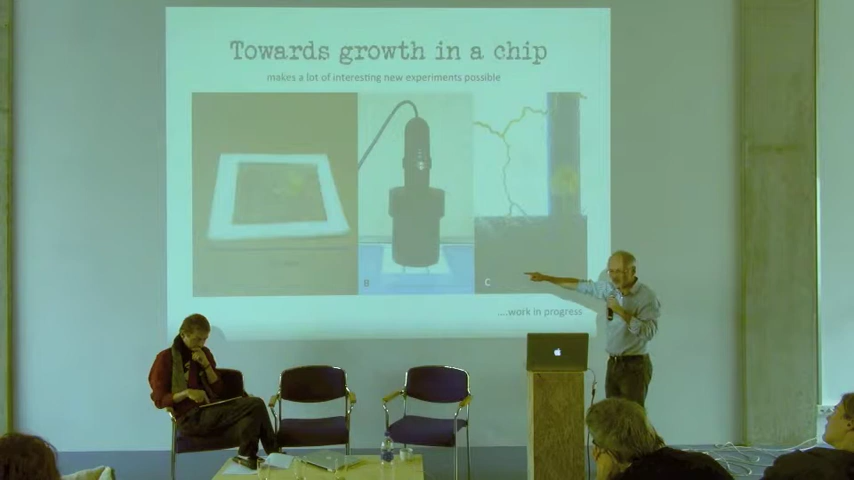 Towards growth in a chip
makes a lot of interesting new experiments possible
B
C
....work in progress